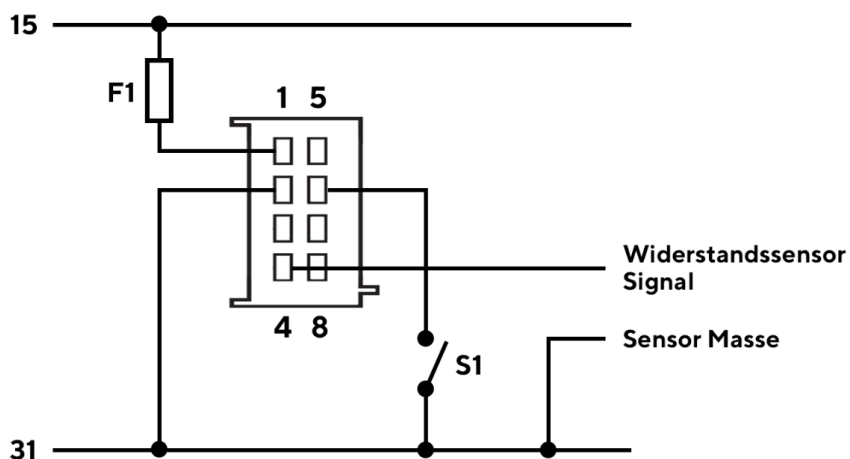 15
F1
1 5
Widerstandssensor
Signal
4 8
Sensor Masse
S1
31